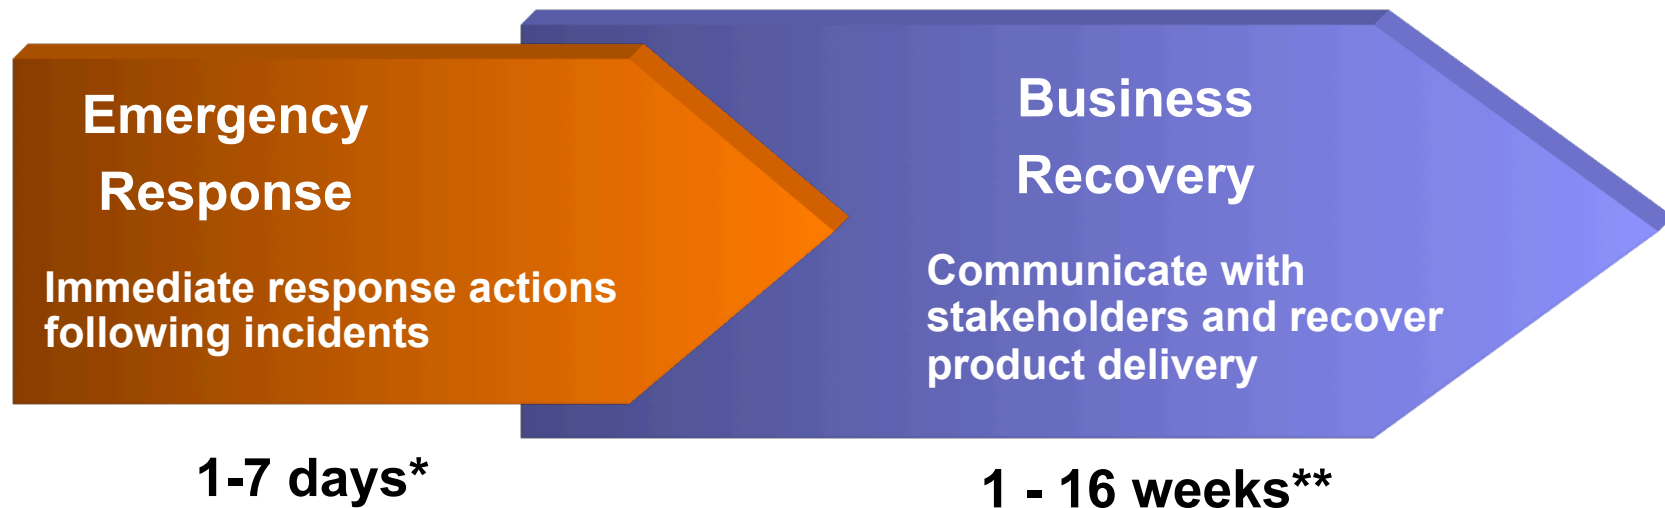 Emergency
Response
Immediate response actions
following incidents
1-7 days*
Business
Recovery
Communicate with
stakeholders and recover
product delivery
1 - 16 weeks**